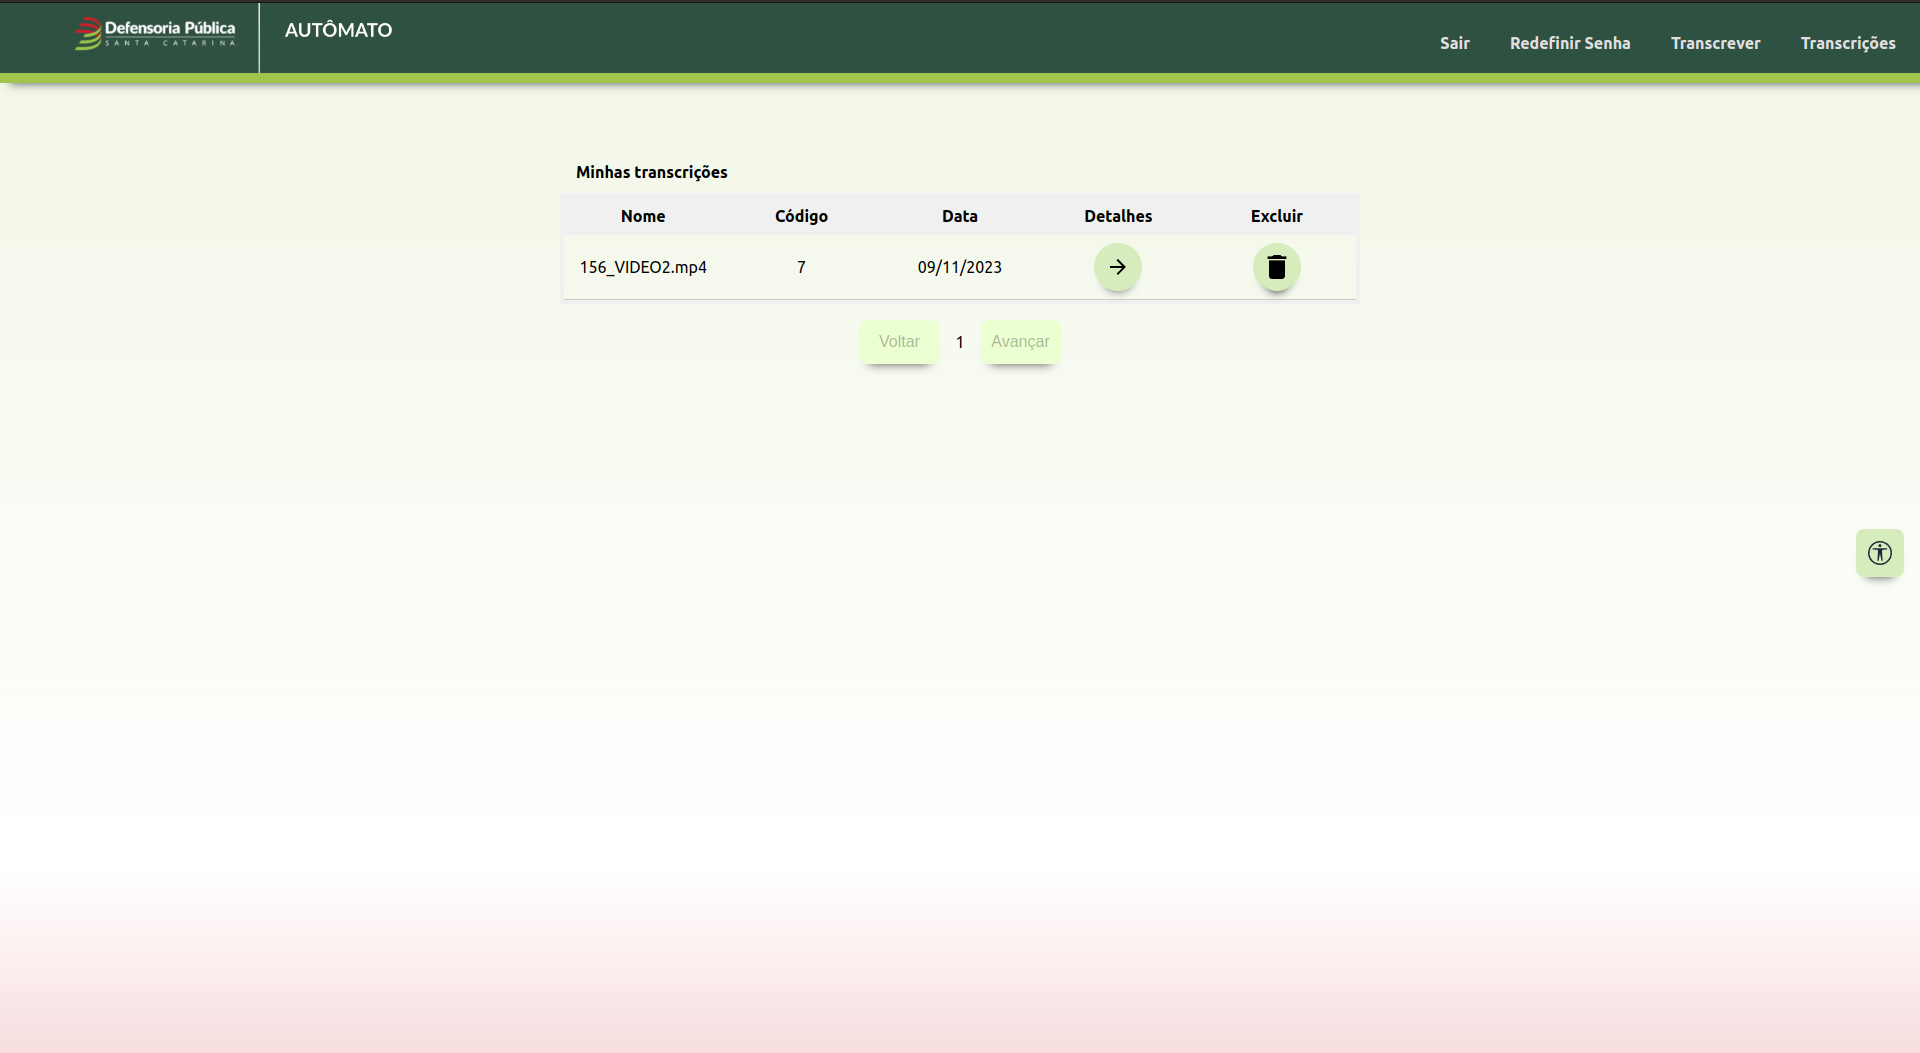 Defensoria Pública
SANTA CATARINA
AUTÔMATO
Sair Redefinir Senha Transcrever Transcrições
Minhas transcrições
Nome Código Data Detalhes Excluir
156_VIDEO2.mp4 7 09/11/2023
Voltar 1 Avançar